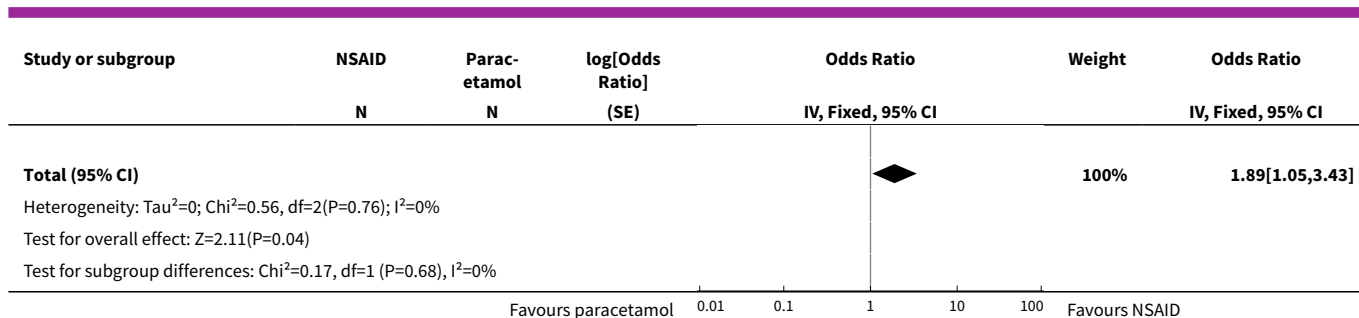 Study or subgroup NSAID Parac- log[Odds Odds Ratio Weight Odds Ratio
etamol Ratio]
N N (SE) IV, Fixed, 95% CI IV, Fixed, 95% CI
Total (95% CI) 100% 1.89[1.05,3.43]
Heterogeneity: Tau²=0; Chi²=0.56, df=2(P=0.76); I²=0%
Test for overall effect: Z=2.11(P=0.04)
Test for subgroup differences: Chi²=0.17, df=1 (P=0.68), I²=0%
Favours paracetamol 0.01 0.1 1 10 100 Favours NSAID